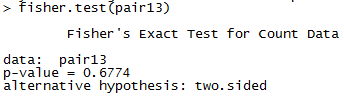 > fisher.test(pair13)
Fisher's Exact Test for Count Data
data:  pair13
p-value = 0.6774
alternative hypothesis: two.sided